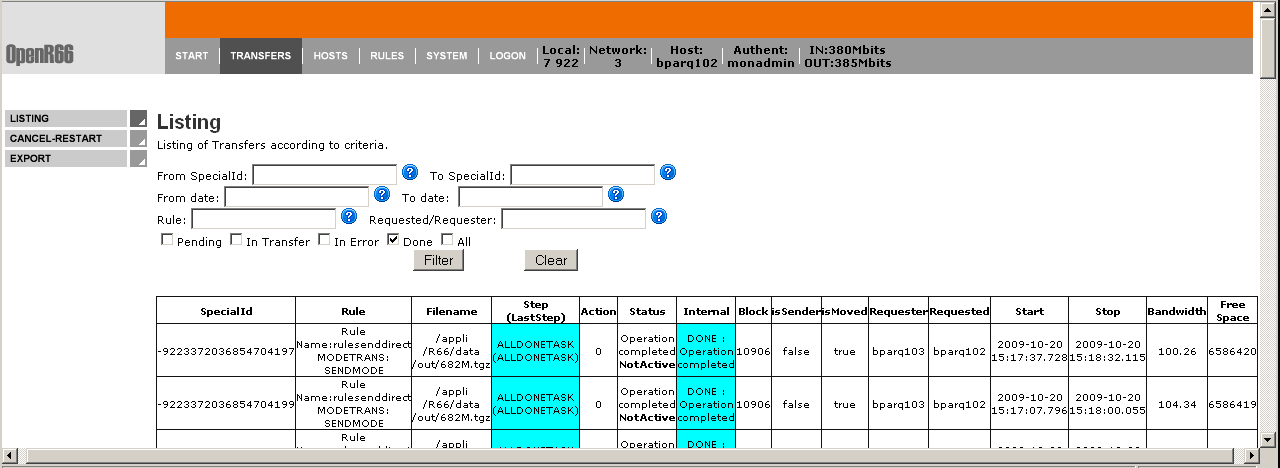 OpenR66
START TRANSFERS HOSTS RULES SYSTEM LOGON Local: 7 922 Network: 3 Host: bparq102 Authent: monadmin IN:380Mbits OUT:385Mbits
LISTING
CANCEL-RESTART
EXPORT
Listing
Listing of Transfers according to criteria.
From SpecialId: ? To SpecialId: ?
From date: ? To date: ?
Rule: ? Requested/Requester: ?
Pending In Transfer In Error Done All
Filter Clear
SpecialId Rule Filename Step (LastStep) Action Status Internal Block isSender isMoved Requester Requested Start Stop Bandwidth Free Space
-9223372036854704197 Rule Name:rulesenddirect MODETRANS: SENDMODE /appli /R66/data /out/682M.tgz ALLDONETASK (ALLDONETASK) 0 Operation completed NotActive DONE : Operation completed 10906 false true bparq103 bparq102 2009-10-20 15:17:37.728 2009-10-20 15:18:32.115 100.26 6586420
-9223372036854704199 Rule Name:rulesenddirect MODETRANS: SENDMODE /appli /R66/data /out/682M.tgz ALLDONETASK (ALLDONETASK) 0 Operation completed NotActive DONE : Operation completed 10906 false true bparq103 bparq102 2009-10-20 15:17:07.796 2009-10-20 15:18:00.055 104.34 6586419
Rule /appli Operation DONE :